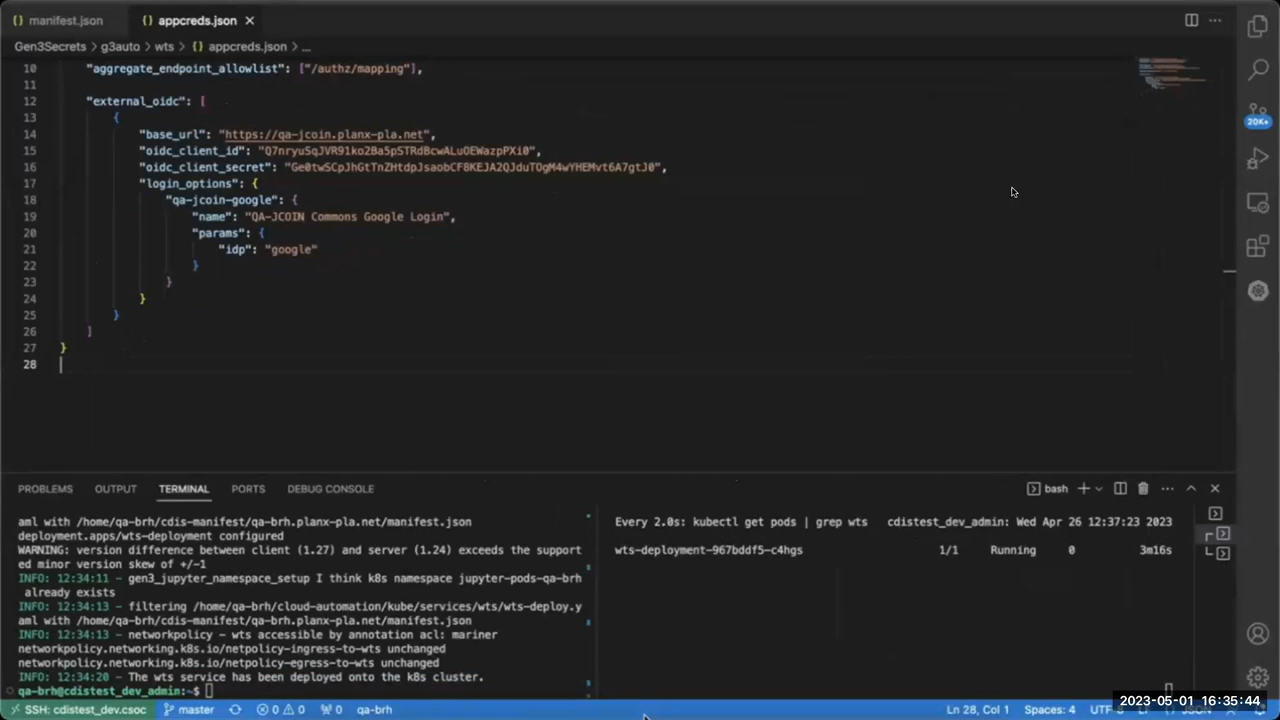 manifest.json
appcreds.json
Gen3Secrets > g3auto > wts > appcreds.json > ...
10 "aggregate_endpoint_allowlist": ["/authz/mapping"],
11
12 "external_oidc": [
13 {
14 "base_url": "https://qa-jcoin.planx-pla.net",
15 "oidc_client_id": "Q7nryuSqJVR91ko2Ba5pSTRdBcwALuOEWazpPXi0",
16 "oidc_client_secret": "Ge0twSCpJhGtTnZHtdpJsaobCF8KEJA2QJduTOgM4wYHEMvt6A7gtJ0",
17 "login_options": {
18 "qa-jcoin-google": {
19 "name": "QA-JCOIN Commons Google Login",
20 "params": {
21 "idp": "google"
22 }
23 }
24 }
25 }
26 ]
27 }
28
20K+
PROBLEMS OUTPUT TERMINAL PORTS DEBUG CONSOLE
bash
aml with /home/qa-brh/cdis-manifest/qa-brh.planx-pla.net/manifest.json
deployment.apps/wts-deployment configured
WARNING: version difference between client (1.27) and server (1.24) exceeds the support
ed minor version skew of +/-1
INFO: 12:34:11 - gen3_jupyter_namespace_setup I think k8s namespace jupyter-pods-qa-brh
already exists
INFO: 12:34:13 - filtering /home/qa-brh/cloud-automation/kube/services/wts/wts-deploy.y
aml with /home/qa-brh/cdis-manifest/qa-brh.planx-pla.net/manifest.json
INFO: 12:34:13 - networkpolicy - wts accessible by annotation acl: mariner
networkpolicy.networking.k8s.io/netpolicy-ingress-to-wts unchanged
networkpolicy.networking.k8s.io/netpolicy-egress-to-wts unchanged
INFO: 12:34:20 - The wts service has been deployed onto the k8s cluster.
qa-brh@cdistest_dev_admin:~$
Every 2.0s: kubectl get pods | grep wts cdistest_dev_admin: Wed Apr 26 12:37:23 2023
wts-deployment-967bddf5-c4hgs 1/1 Running 0 3m16s
SSH: cdistest_dev.csoc master 0 0 0 qa-brh
Ln 28, Col 1 Spaces: 4
2023-05-01 16:35:44